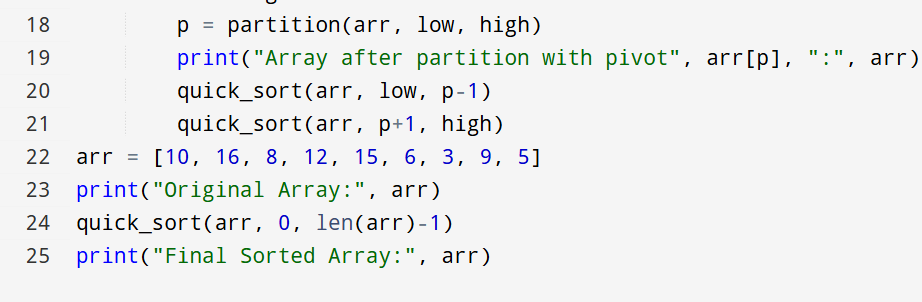 18 p = partition(arr, low, high)
19 print("Array after partition with pivot", arr[p], ":", arr)
20 quick_sort(arr, low, p-1)
21 quick_sort(arr, p+1, high)
22 arr = [10, 16, 8, 12, 15, 6, 3, 9, 5]
23 print("Original Array:", arr)
24 quick_sort(arr, 0, len(arr)-1)
25 print("Final Sorted Array:", arr)